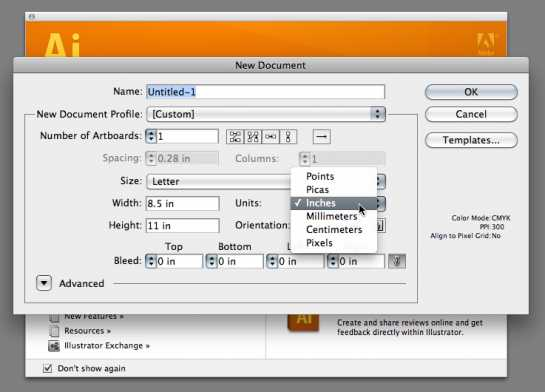 Ai
Adobe
New Document
Name: Untitled-1
OK
New Document Profile: [Custom]
Cancel
Number of Artboards: 1
Templates...
Spacing: 0.28 in Columns: 1
Size: Letter
Points
Picas
Width: 8.5 in Units: ✓ Inches
Millimeters
Height: 11 in Orientation:
Centimeters
Pixels
Color Mode:CMYK
PPI:300
Align to Pixel Grid:No
Top Bottom
Bleed: 0 in 0 in 0 in 0 in
Advanced
New Features »
Resources »
Illustrator Exchange »
Ai
Create and share reviews online and get
feedback directly within Illustrator.
Don't show again